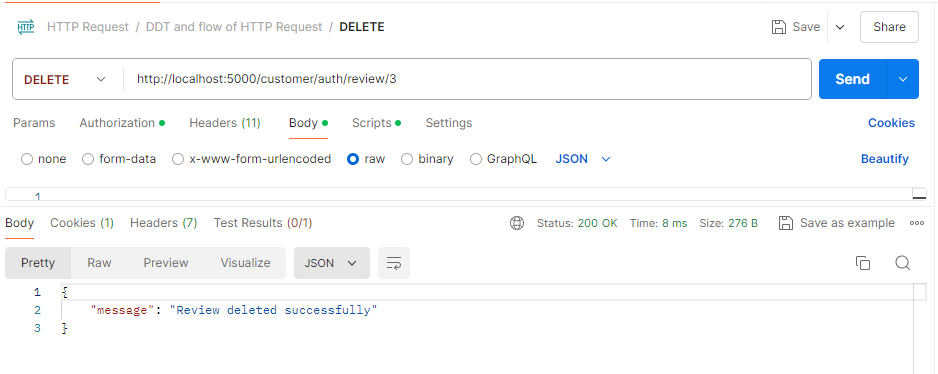 HTTP HTTP Request / DDT and flow of HTTP Request / DELETE Save Share
DELETE http://localhost:5000/customer/auth/review/3 Send
Params Authorization Headers (11) Body Scripts Settings Cookies
none form-data x-www-form-urlencoded raw binary GraphQL JSON Beautify
1
Body Cookies (1) Headers (7) Test Results (0/1) Status: 200 OK Time: 8 ms Size: 276 B Save as example
Pretty Raw Preview Visualize JSON
1 {
2 "message": "Review deleted successfully"
3 }